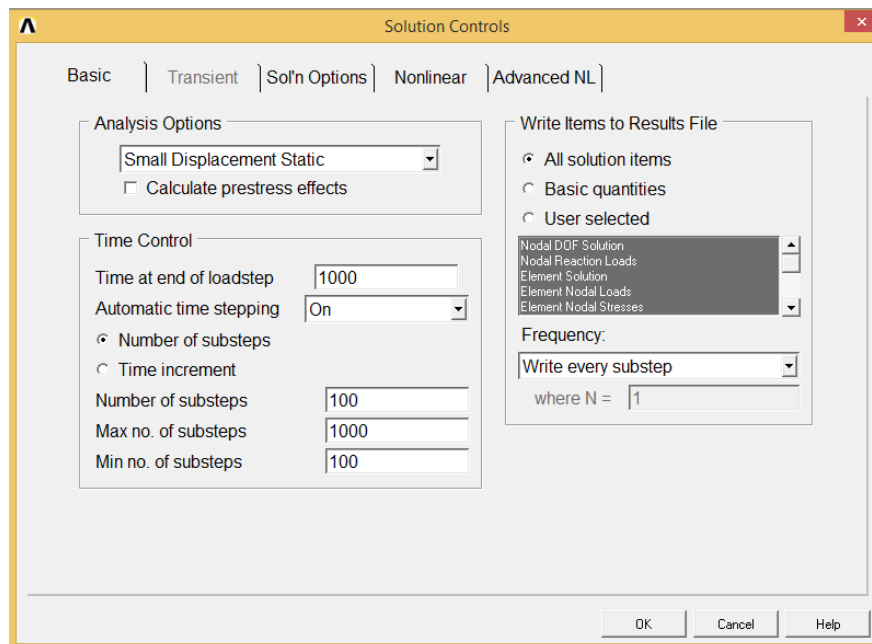 Solution Controls
Basic
Transient
Sol'n Options
Nonlinear
Advanced NL
Analysis Options
Small Displacement Static
Calculate prestress effects
Time Control
Time at end of loadstep 1000
Automatic time stepping On
Number of substeps
Time increment
Number of substeps 100
Max no. of substeps 1000
Min no. of substeps 100
Write Items to Results File
All solution items
Basic quantities
User selected
Nodal DOF Solution
Nodal Reaction Loads
Element Solution
Element Nodal Loads
Element Nodal Stresses
Frequency:
Write every substep
where N = 1
OK
Cancel
Help